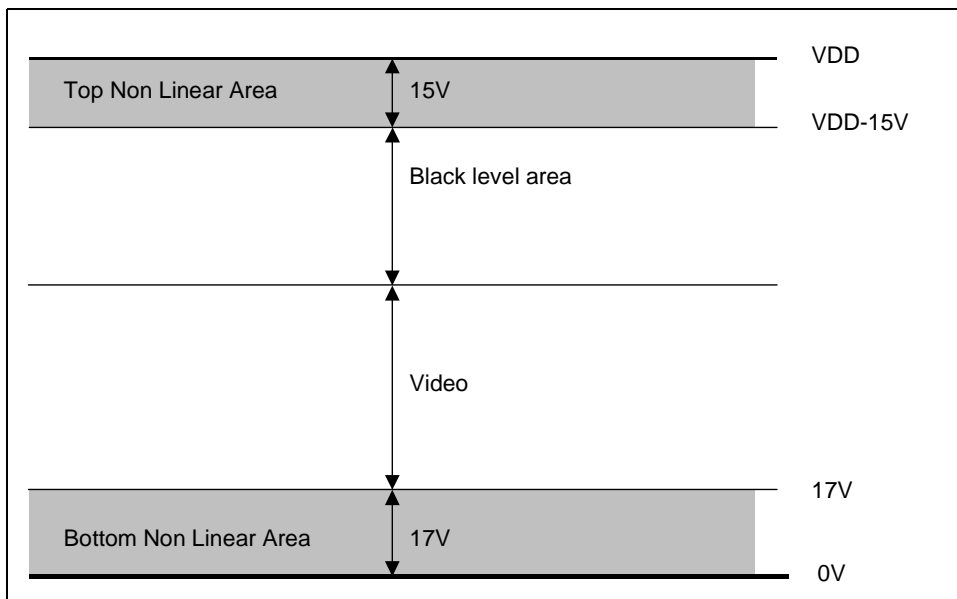 VDD
Top Non Linear Area
15V
VDD-15V
Black level area
Video
17V
Bottom Non Linear Area
17V
0V